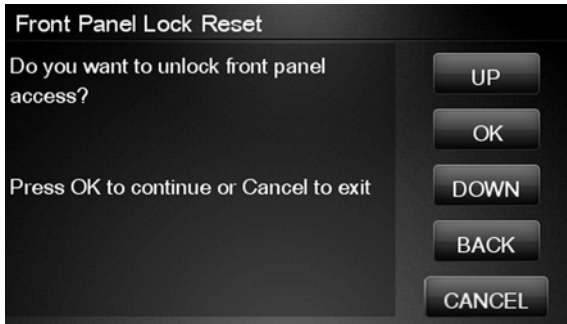 Front Panel Lock Reset
Do you want to unlock front panel
access?
Press OK to continue or Cancel to exit
UP
OK
DOWN
BACK
CANCEL